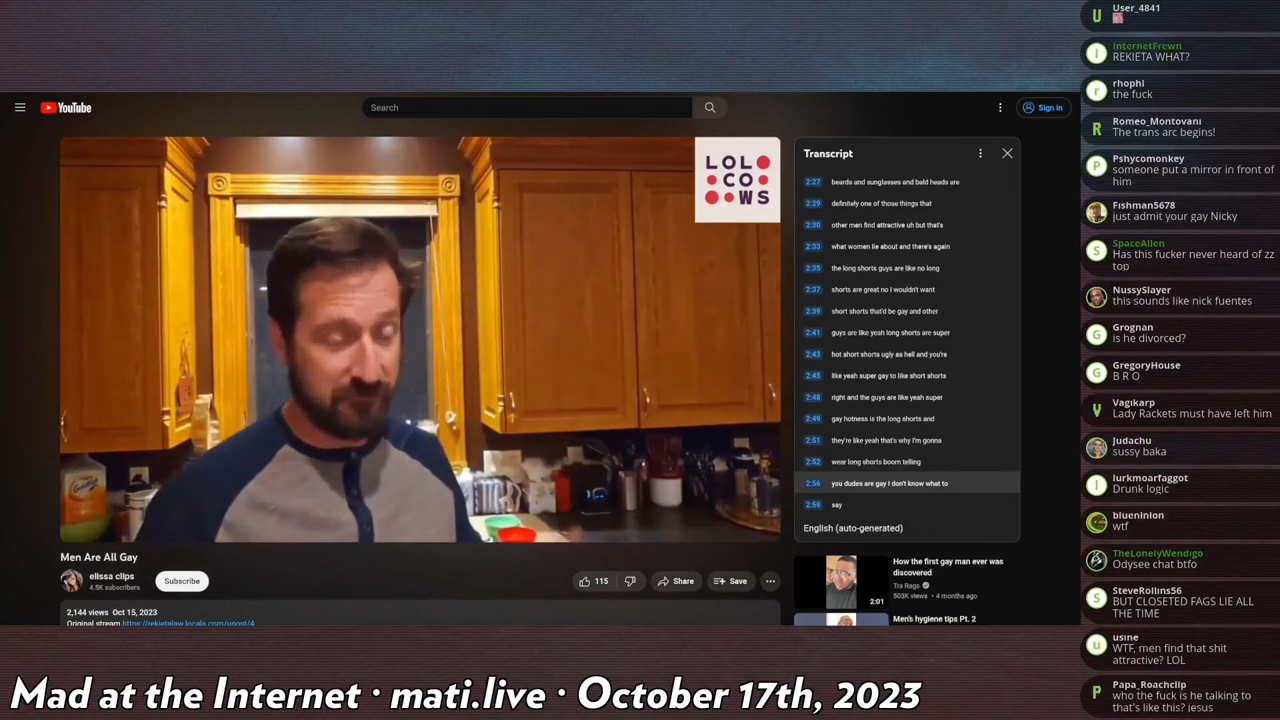 YouTube
Search
Sign in
LOL
CO
WS
Transcript
2:27 beards and sunglasses and bald heads are
2:29 definitely one of those things that
2:30 other men find attractive uh but that's
2:33 what women lie about and there's again
2:35 the long shorts guys are like no long
2:37 shorts are great no I wouldn't want
2:39 short shorts that'd be gay and other
2:41 guys are like yeah long shorts are super
2:43 hot short shorts ugly as hell and you're
2:45 like yeah super gay to like short shorts
2:48 right and the guys are like yeah super
2:49 gay hotness is the long shorts and
2:51 they're like yeah that's why I'm gonna
2:52 wear long shorts boom telling
2:56 you dudes are gay I don't know what to
2:59 say
English (auto-generated)
Men Are All Gay
elissa clips
4.5K subscribers
Subscribe
115
Share
Save
2,144 views Oct 15, 2023
Original stream https://rekietalaw.locals.com/upost/4
How the first gay man ever was
discovered
Tra Rags
503K views • 4 months ago
2:01
Men's hygiene tips Pt. 2
U User_4841
I InternetFrewn
REKIETA WHAT?
r rhophi
the fuck
R Romeo_Montovani
The trans arc begins!
P Pshycomonkey
someone put a mirror in front of
him
Fishman5678
just admit your gay Nicky
S SpaceAllen
Has this fucker never heard of zz
top
NussySlayer
this sounds like nick fuentes
G Grognan
is he divorced?
G GregoryHouse
B R O
V Vagikarp
Lady Rackets must have left him
Judachu
sussy baka
l lurkmoarfaggot
Drunk logic
blueninion
wtf
TheLonelyWendigo
Odysee chat btfo
S SteveRollins56
BUT CLOSETED FAGS LIE ALL
THE TIME
u usine
WTF, men find that shit
attractive? LOL
P Papa_Roachclip
who the fuck is he talking to
that's like this? jesus
Mad at the Internet · mati.live · October 17th, 2023